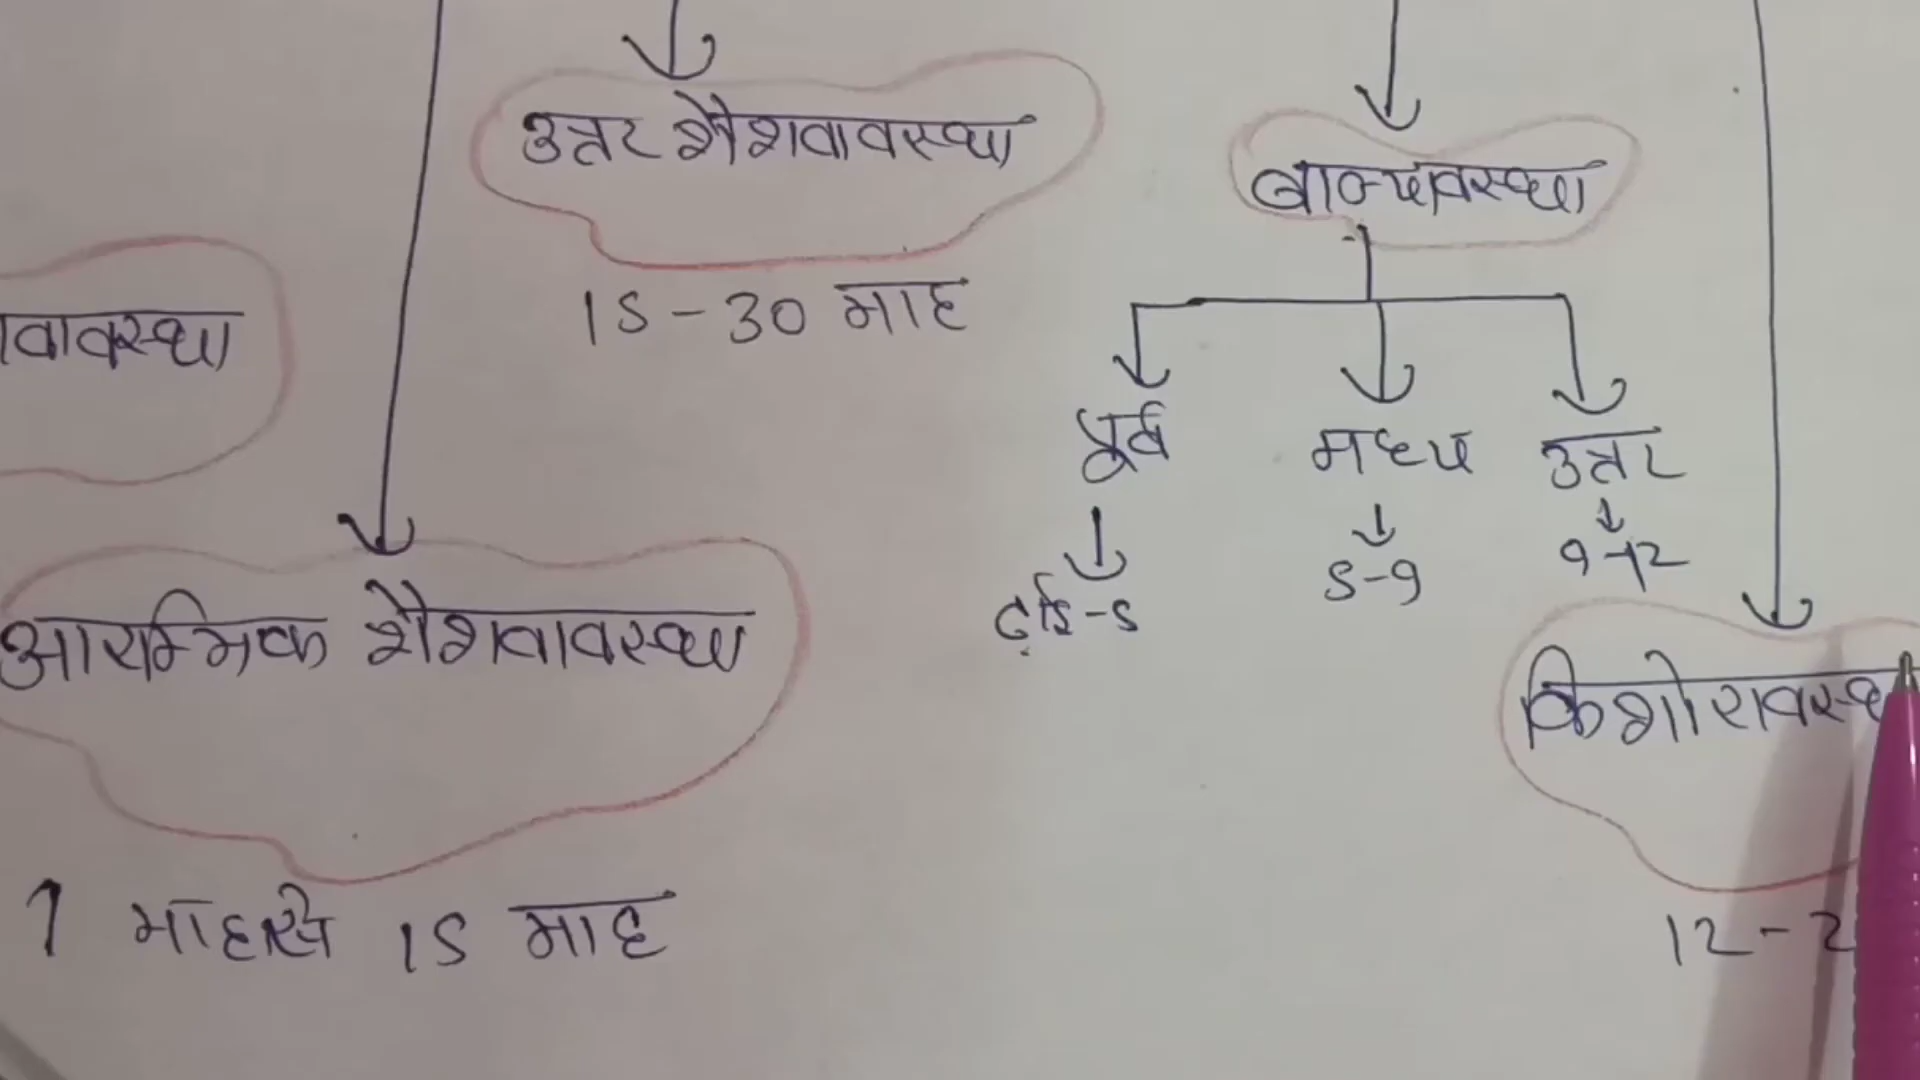 उत्तर शैशवावस्था
15-30 माह
बाल्यावस्था
पूर्व मध्य उत्तर
ढाई-5 5-9 9-12
वावस्था
आरम्भिक शैशवावस्था
1 माहसे 15 माह
किशोरावस्था
12-2